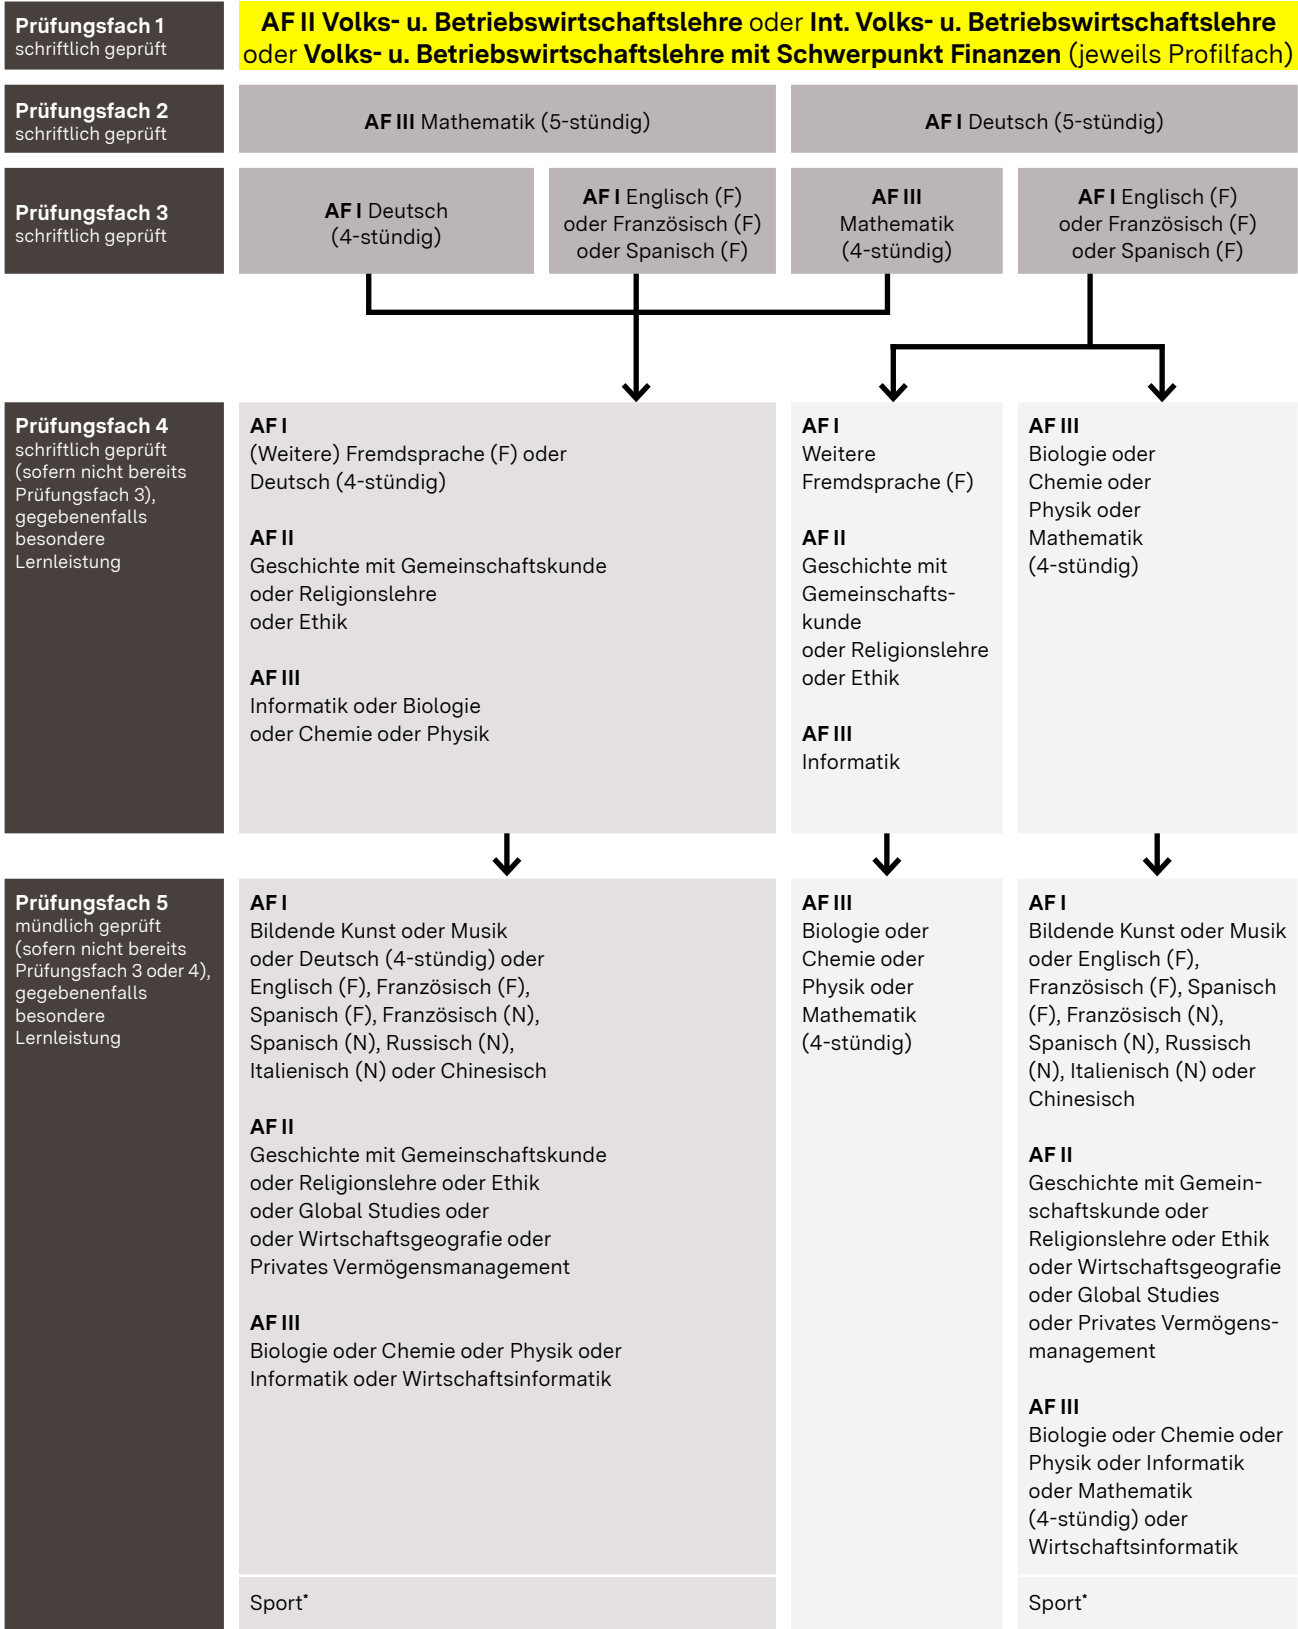 Prüfungsfach 1
schriftlich geprüft
AF II Volks- u. Betriebswirtschaftslehre oder Int. Volks- u. Betriebswirtschaftslehre
oder Volks- u. Betriebswirtschaftslehre mit Schwerpunkt Finanzen (jeweils Profilfach)
Prüfungsfach 2
schriftlich geprüft
AF III Mathematik (5-stündig)
AF I Deutsch (5-stündig)
Prüfungsfach 3
schriftlich geprüft
AF I Deutsch
(4-stündig)
AF I Englisch (F)
oder Französisch (F)
oder Spanisch (F)
AF III
Mathematik
(4-stündig)
AF I Englisch (F)
oder Französisch (F)
oder Spanisch (F)
Prüfungsfach 4
schriftlich geprüft
(sofern nicht bereits
Prüfungsfach 3),
gegebenenfalls
besondere
Lernleistung
AF I
(Weitere) Fremdsprache (F) oder
Deutsch (4-stündig)
AF II
Geschichte mit Gemeinschaftskunde
oder Religionslehre
oder Ethik
AF III
Informatik oder Biologie
oder Chemie oder Physik
AF I
Weitere
Fremdsprache (F)
AF II
Geschichte mit
Gemeinschafts-
kunde
oder Religionslehre
oder Ethik
AF III
Informatik
AF III
Biologie oder
Chemie oder
Physik oder
Mathematik
(4-stündig)
Prüfungsfach 5
mündlich geprüft
(sofern nicht bereits
Prüfungsfach 3 oder 4),
gegebenenfalls
besondere
Lernleistung
AF I
Bildende Kunst oder Musik
oder Deutsch (4-stündig) oder
Englisch (F), Französisch (F),
Spanisch (F), Französisch (N),
Spanisch (N), Russisch (N),
Italienisch (N) oder Chinesisch
AF II
Geschichte mit Gemeinschaftskunde
oder Religionslehre oder Ethik
oder Global Studies oder
oder Wirtschaftsgeografie oder
Privates Vermögensmanagement
AF III
Biologie oder Chemie oder Physik oder
Informatik oder Wirtschaftsinformatik
Sport*
AF III
Biologie oder
Chemie oder
Physik oder
Mathematik
(4-stündig)
AF I
Bildende Kunst oder Musik
oder Englisch (F),
Französisch (F), Spanisch
(F), Französisch (N),
Spanisch (N), Russisch
(N), Italienisch (N) oder
Chinesisch
AF II
Geschichte mit Gemein-
schaftskunde oder
Religionslehre oder Ethik
oder Wirtschaftsgeografie
oder Global Studies
oder Privates Vermögens-
management
AF III
Biologie oder Chemie oder
Physik oder Informatik
oder Mathematik
(4-stündig) oder
Wirtschaftsinformatik
Sport*